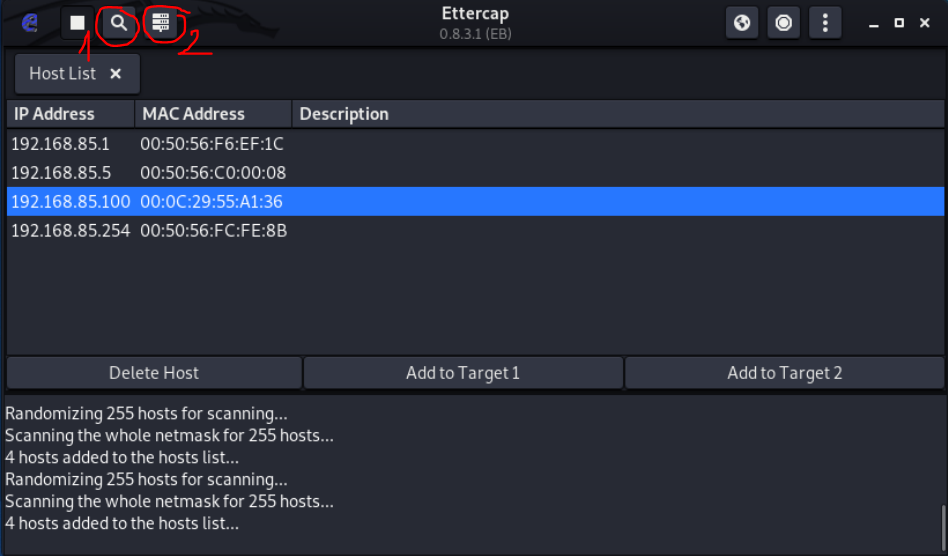 Ettercap
0.8.3.1 (EB)
1
2
Host List ×
IP Address MAC Address Description
192.168.85.1 00:50:56:F6:EF:1C
192.168.85.5 00:50:56:C0:00:08
192.168.85.100 00:0C:29:55:A1:36
192.168.85.254 00:50:56:FC:FE:8B
Delete Host Add to Target 1 Add to Target 2
Randomizing 255 hosts for scanning...
Scanning the whole netmask for 255 hosts...
4 hosts added to the hosts list...
Randomizing 255 hosts for scanning...
Scanning the whole netmask for 255 hosts...
4 hosts added to the hosts list...